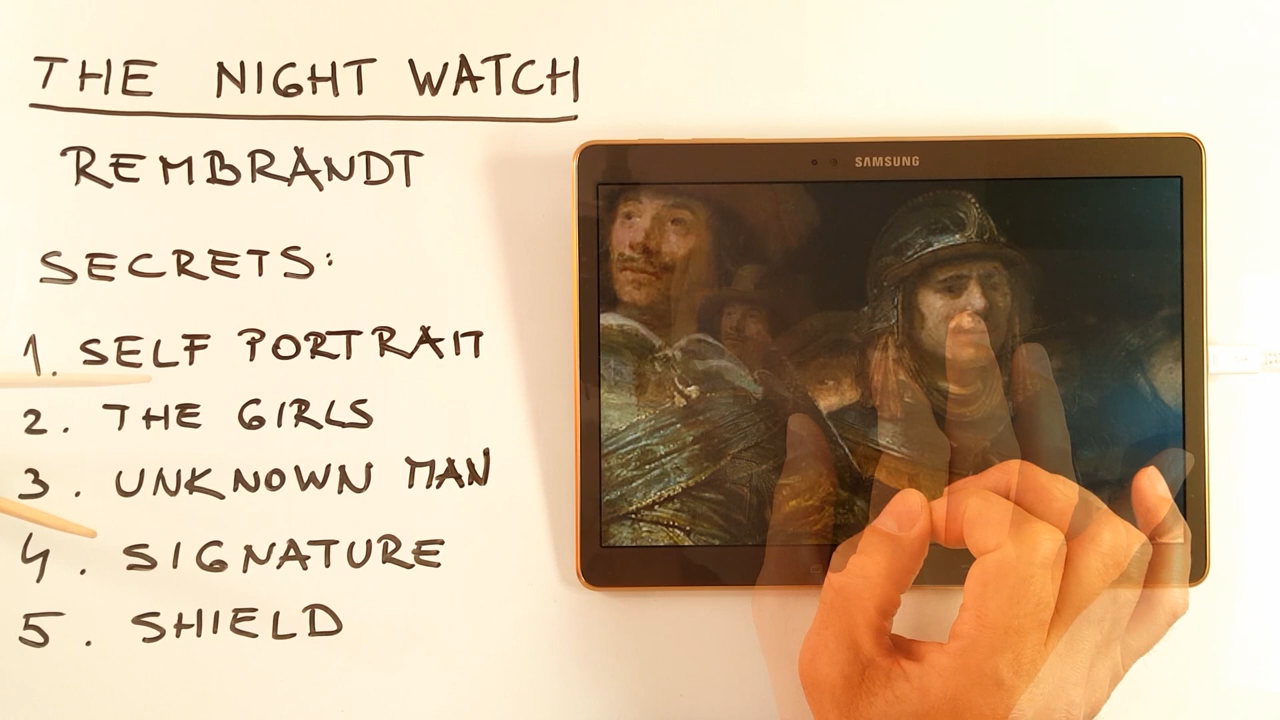 THE NIGHT WATCH
REMBRANDT
SECRETS:
1. SELF PORTRAIT
2. THE GIRLS
3. UNKNOWN MAN
4. SIGNATURE
5. SHIELD
SAMSUNG